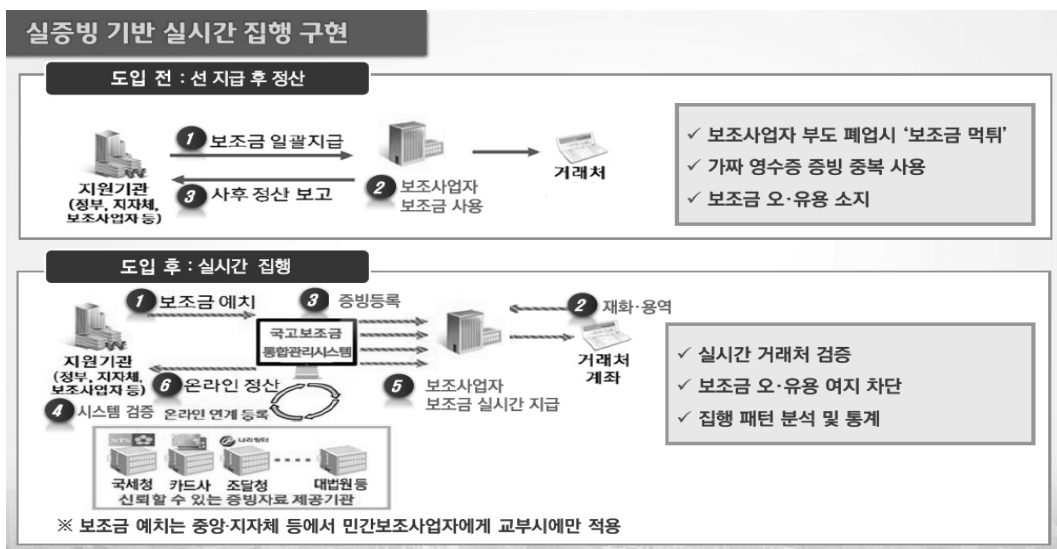 실증빙 기반 실시간 집행 구현
도입 전 : 선 지급 후 정산
1 보조금 일괄지급
지원기관
(정부, 지자체,
보조사업자 등)
3 사후 정산 보고
2 보조사업자
보조금 사용
거래처
✓ 보조사업자 부도 폐업시 ‘보조금 먹튀’
✓ 가짜 영수증 증빙 중복 사용
✓ 보조금 오·유용 소지
도입 후 : 실시간 집행
1 보조금 예치
3 증빙등록
2 재화·용역
국고보조금
통합관리시스템
지원기관
(정부, 지자체,
보조사업자 등)
6 온라인 정산
거래처
계좌
5 보조사업자
보조금 실시간 지급
4 시스템 검증
온라인 연계 등록
NTS
나라장터
국세청 카드사 조달청 대법원 등
신뢰할 수 있는 증빙자료 제공기관
✓ 실시간 거래처 검증
✓ 보조금 오·유용 여지 차단
✓ 집행 패턴 분석 및 통계
※ 보조금 예치는 중앙·지자체 등에서 민간보조사업자에게 교부시에만 적용